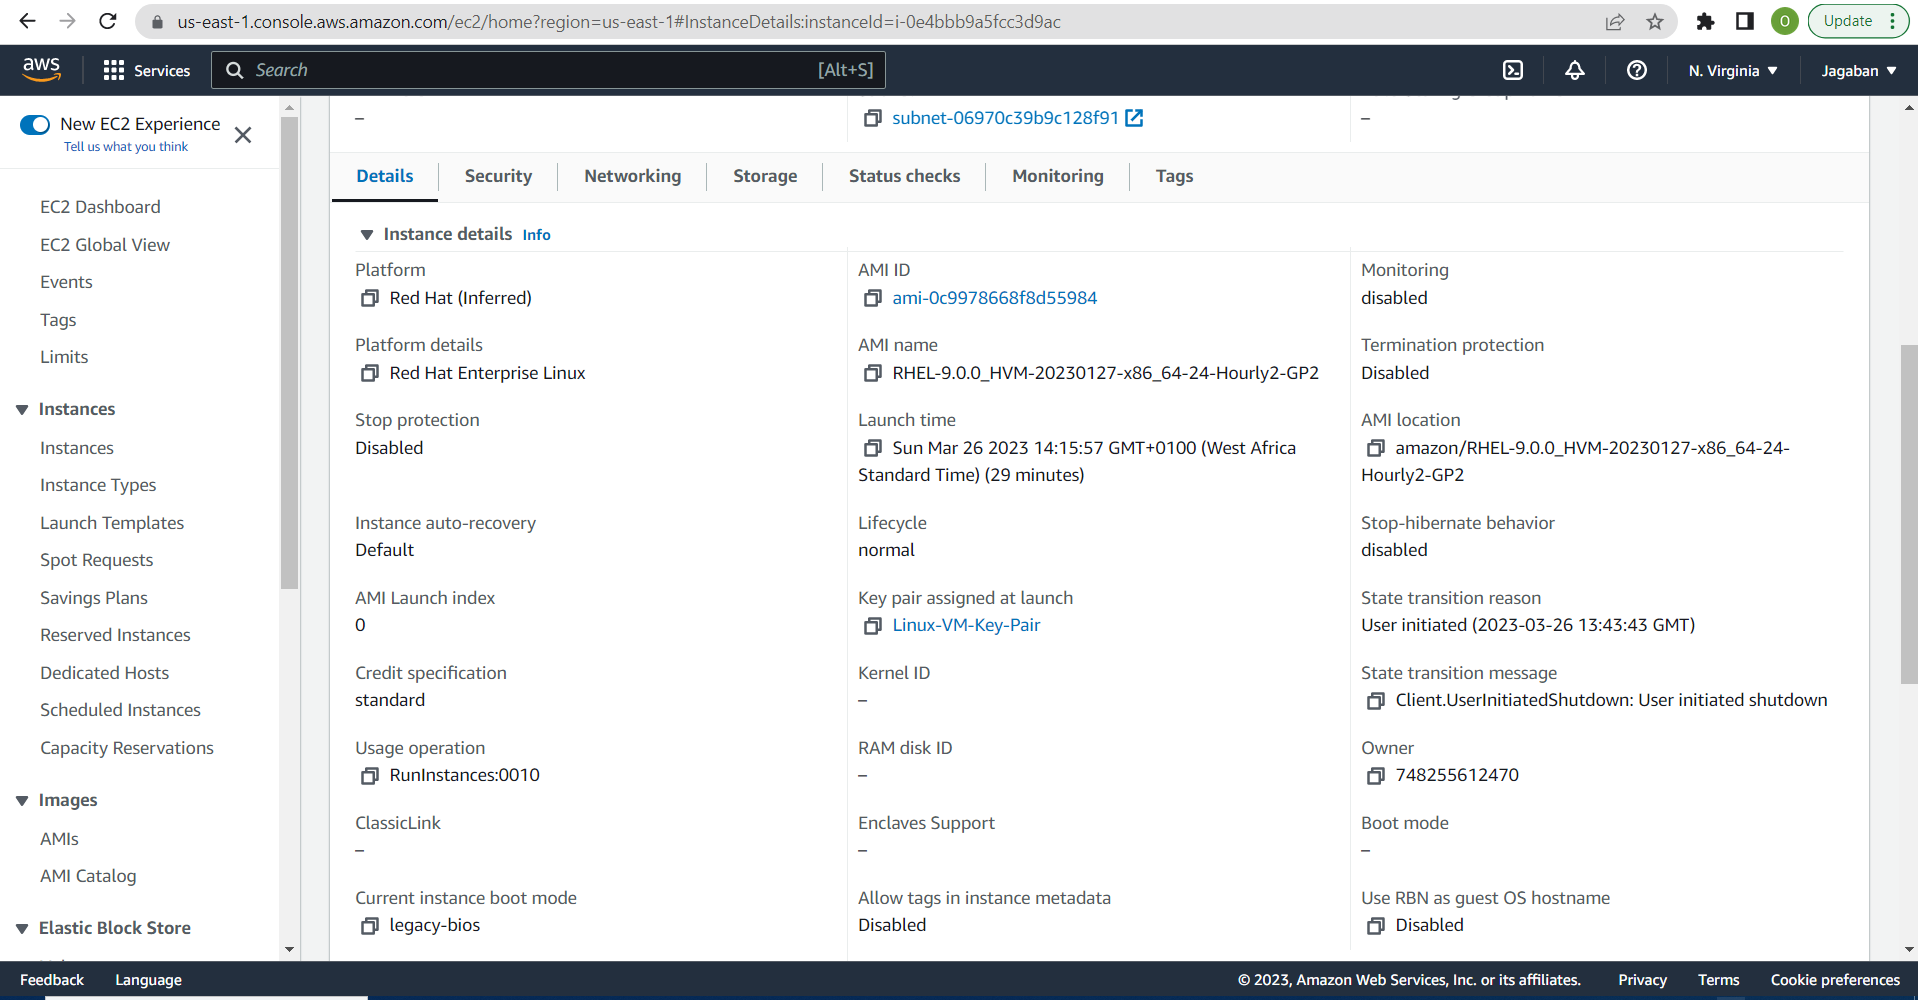 us-east-1.console.aws.amazon.com/ec2/home?region=us-east-1#InstanceDetails:instanceId=i-0e4bbb9a5fcc3d9ac
O
Update
aws
Services
Search
[Alt+S]
N. Virginia
Jagaban
New EC2 Experience
Tell us what you think
EC2 Dashboard
EC2 Global View
Events
Tags
Limits
Instances
Instances
Instance Types
Launch Templates
Spot Requests
Savings Plans
Reserved Instances
Dedicated Hosts
Scheduled Instances
Capacity Reservations
Images
AMIs
AMI Catalog
Elastic Block Store
–
subnet-06970c39b9c128f91
–
Details
Security
Networking
Storage
Status checks
Monitoring
Tags
Instance details Info
Platform
Red Hat (Inferred)
AMI ID
ami-0c9978668f8d55984
Monitoring
disabled
Platform details
Red Hat Enterprise Linux
AMI name
RHEL-9.0.0_HVM-20230127-x86_64-24-Hourly2-GP2
Termination protection
Disabled
Stop protection
Disabled
Launch time
Sun Mar 26 2023 14:15:57 GMT+0100 (West Africa
Standard Time) (29 minutes)
AMI location
amazon/RHEL-9.0.0_HVM-20230127-x86_64-24-
Hourly2-GP2
Instance auto-recovery
Default
Lifecycle
normal
Stop-hibernate behavior
disabled
AMI Launch index
0
Key pair assigned at launch
Linux-VM-Key-Pair
State transition reason
User initiated (2023-03-26 13:43:43 GMT)
Credit specification
standard
Kernel ID
–
State transition message
Client.UserInitiatedShutdown: User initiated shutdown
Usage operation
RunInstances:0010
RAM disk ID
–
Owner
748255612470
ClassicLink
–
Enclaves Support
–
Boot mode
–
Current instance boot mode
legacy-bios
Allow tags in instance metadata
Disabled
Use RBN as guest OS hostname
Disabled
Feedback
Language
© 2023, Amazon Web Services, Inc. or its affiliates.
Privacy
Terms
Cookie preferences